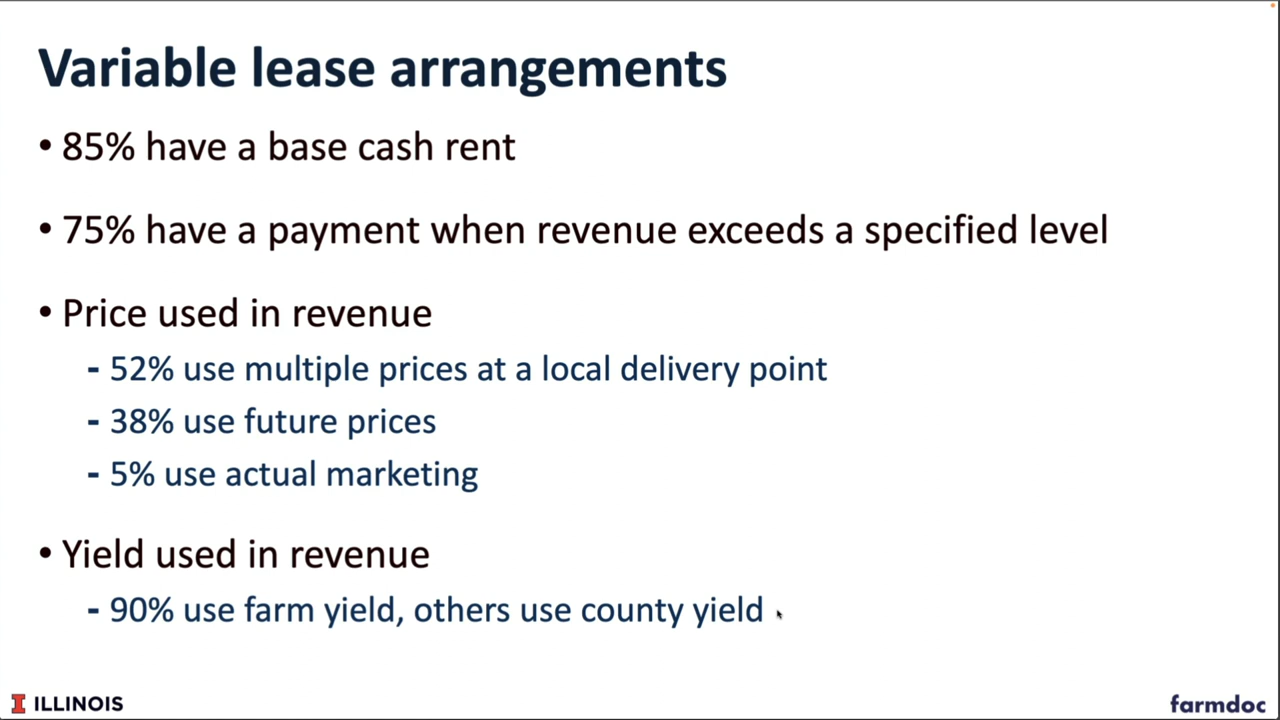 Variable lease arrangements
• 85% have a base cash rent
• 75% have a payment when revenue exceeds a specified level
• Price used in revenue
- 52% use multiple prices at a local delivery point
- 38% use future prices
- 5% use actual marketing
• Yield used in revenue
- 90% use farm yield, others use county yield
I ILLINOIS
farmdoc